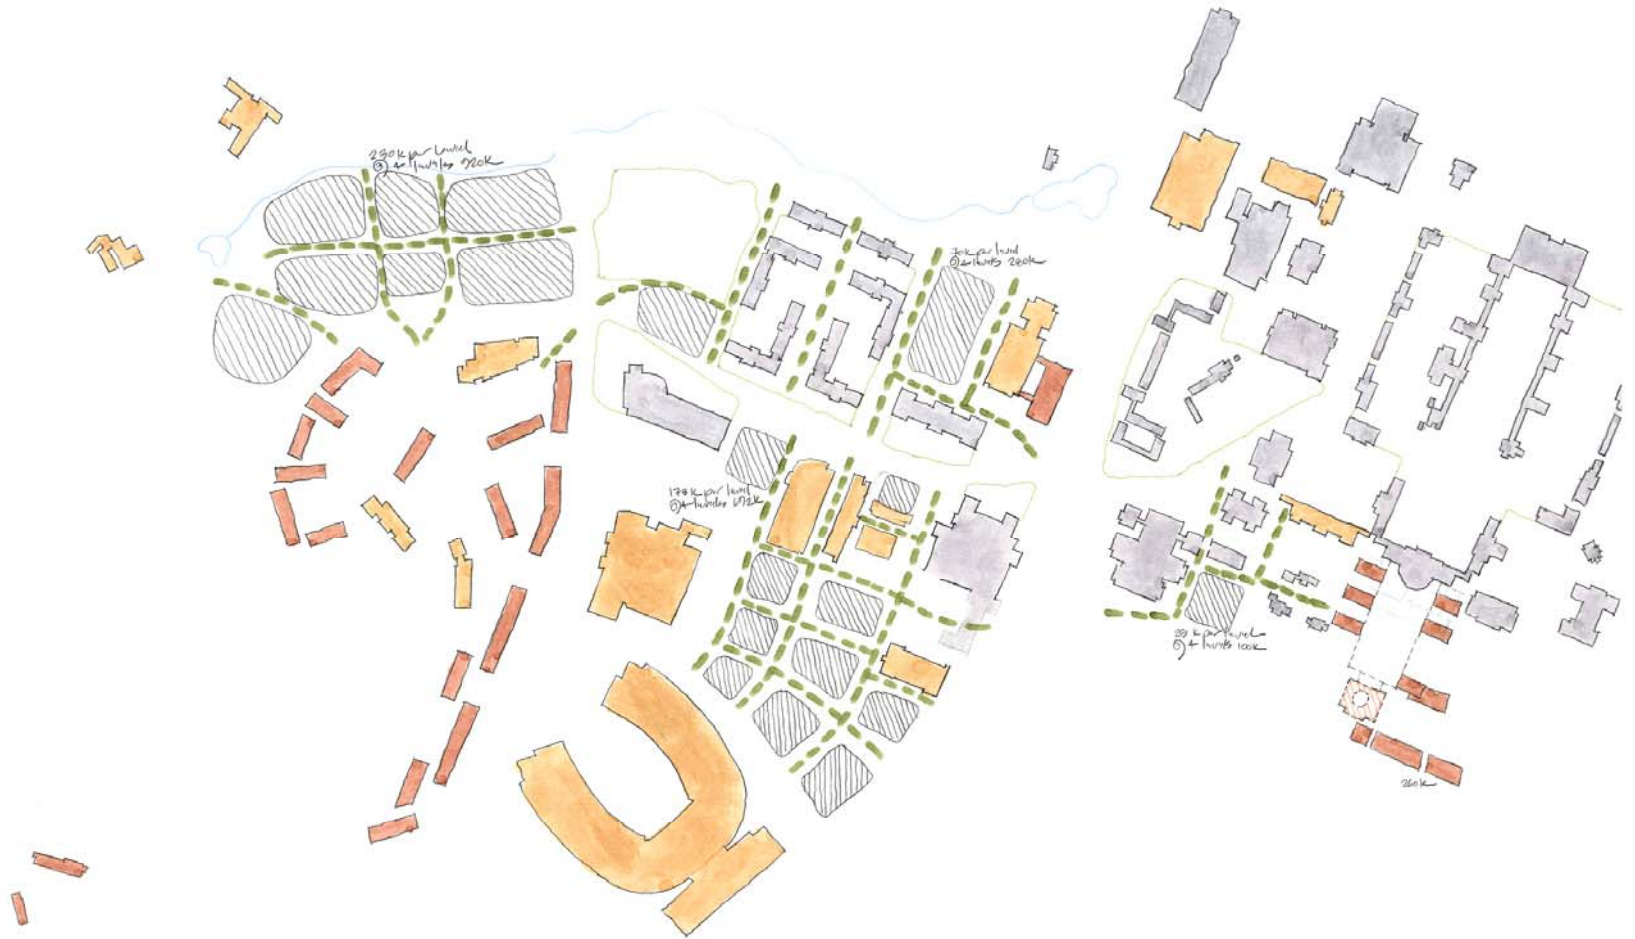 230k per level
@ 4 levels 920k
70k per level
@ 4 levels 280k
173k per level
@ 4 levels 692k
per level
@ 4 levels 100k
260k